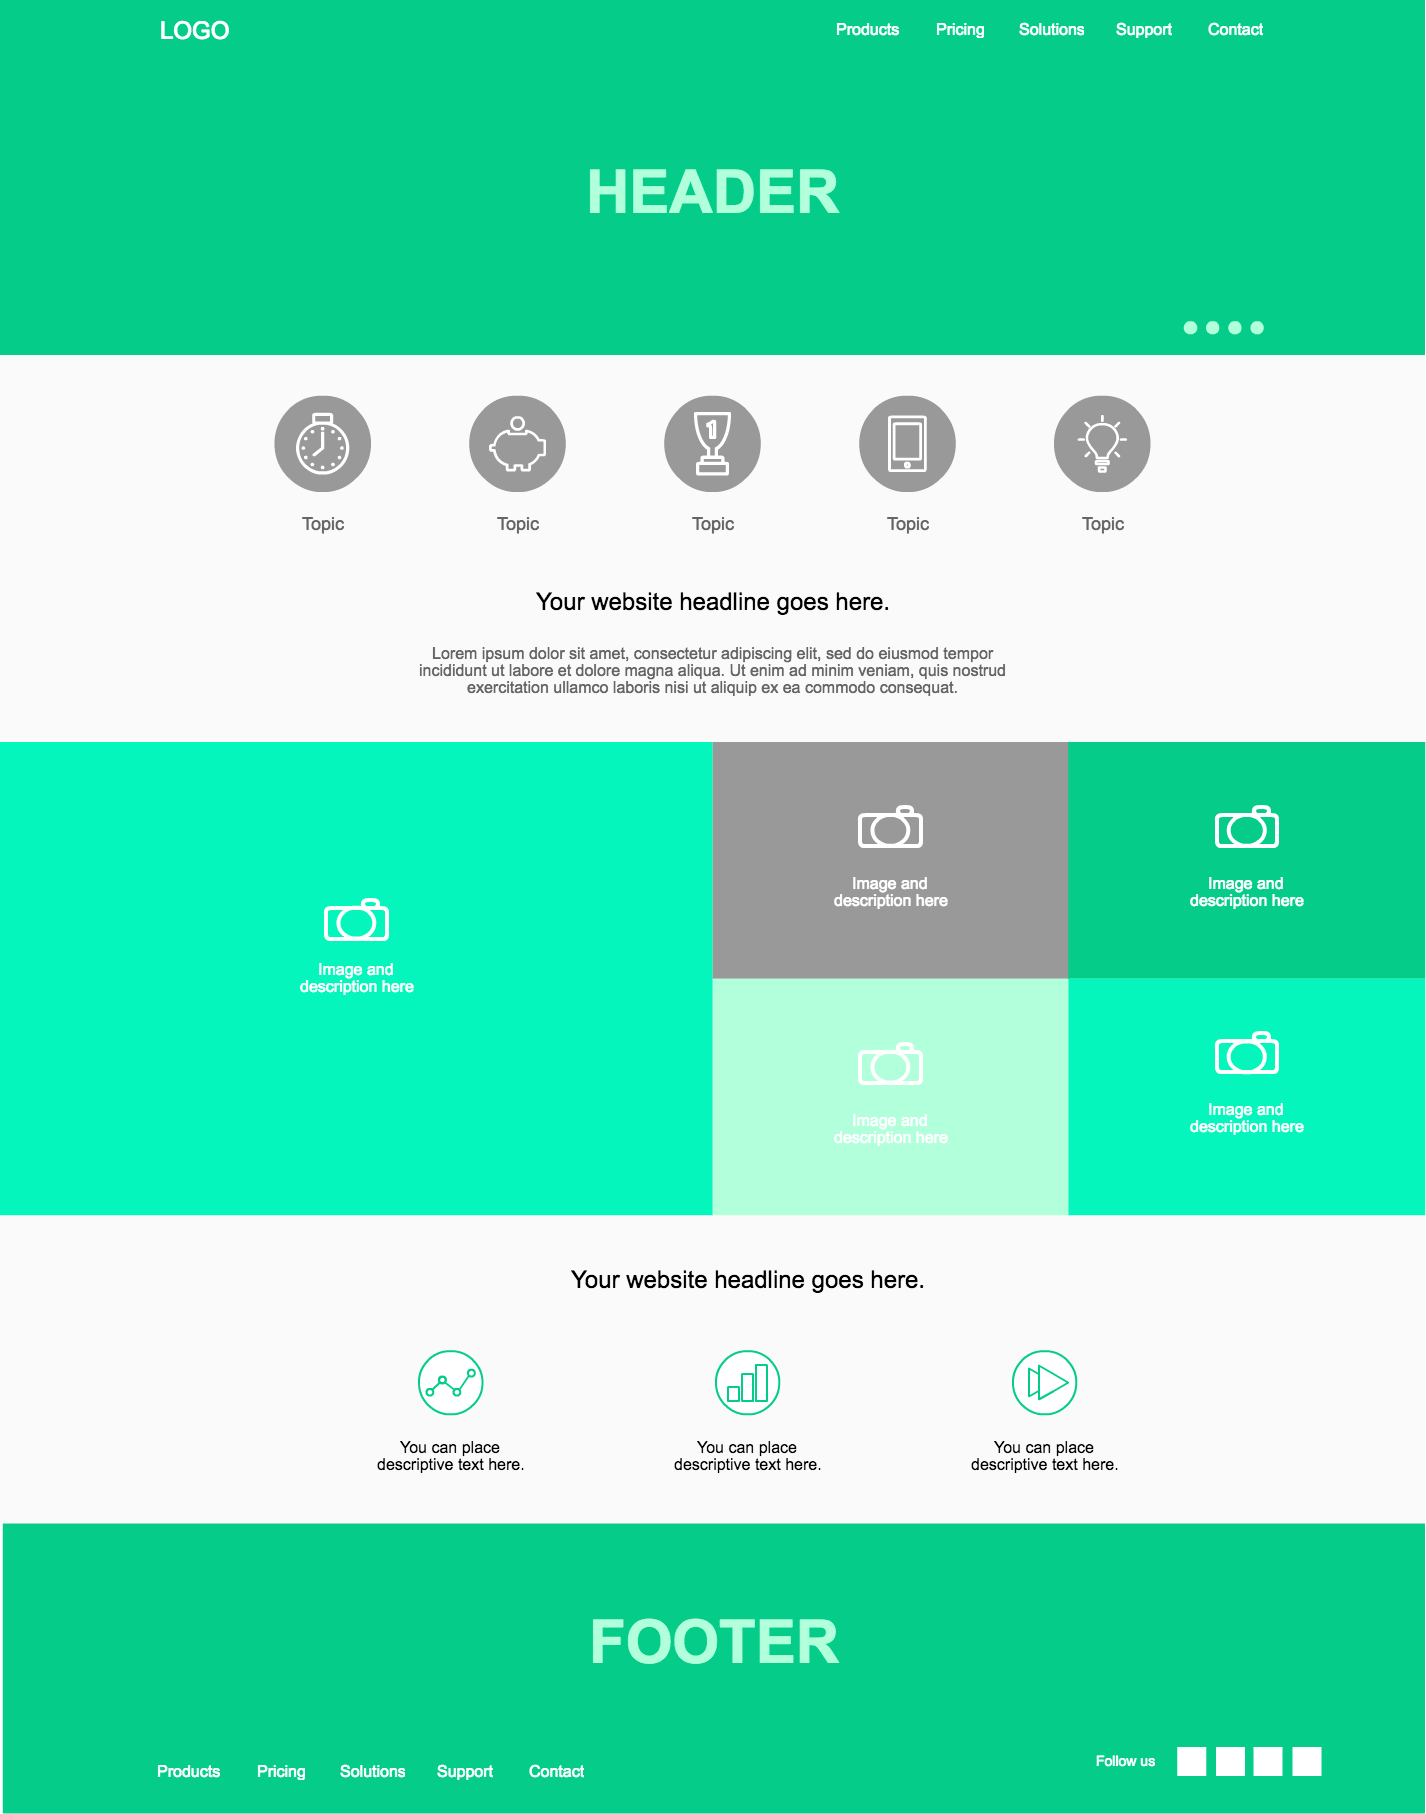 LOGO
Products Pricing Solutions Support Contact
HEADER
1
Topic Topic Topic Topic Topic
Your website headline goes here.
Lorem ipsum dolor sit amet, consectetur adipiscing elit, sed do eiusmod tempor
incididunt ut labore et dolore magna aliqua. Ut enim ad minim veniam, quis nostrud
exercitation ullamco laboris nisi ut aliquip ex ea commodo consequat.
Image and
description here
Image and
description here
Image and
description here
Image and
description here
Image and
description here
Your website headline goes here.
You can place
descriptive text here.
You can place
descriptive text here.
You can place
descriptive text here.
FOOTER
Products Pricing Solutions Support Contact
Follow us